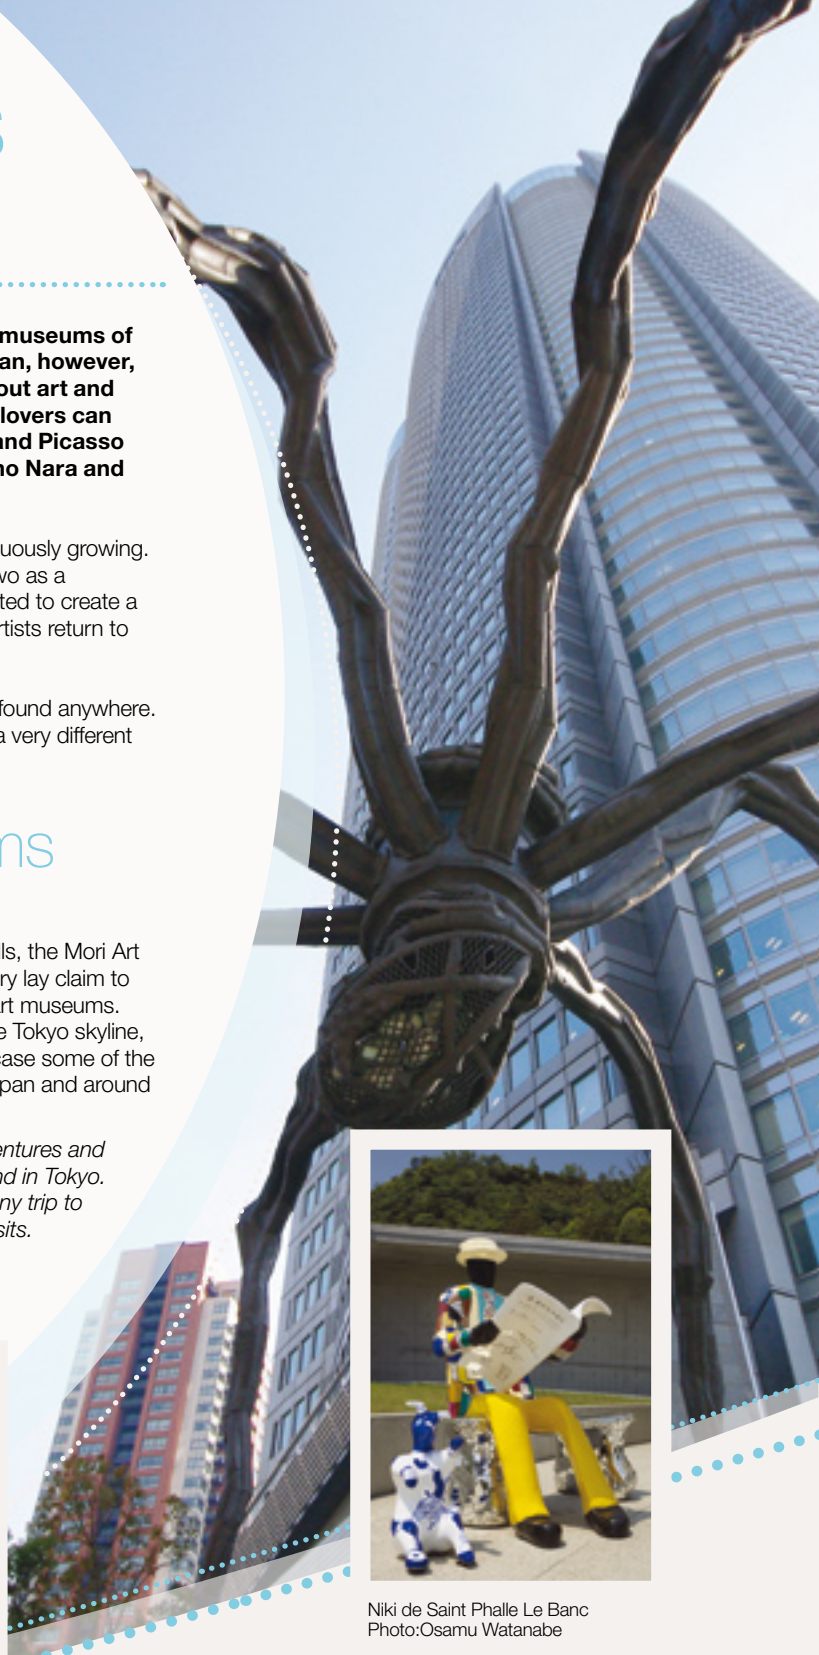 s
museums of
an, however,
out art and
lovers can
and Picasso
no Nara and
uously growing.
wo as a
ted to create a
rtists return to
found anywhere.
a very different
ms
lls, the Mori Art
ry lay claim to
rt museums.
e Tokyo skyline,
case some of the
pan and around
entures and
nd in Tokyo.
ny trip to
sits.
Niki de Saint Phalle Le Banc
Photo:Osamu Watanabe